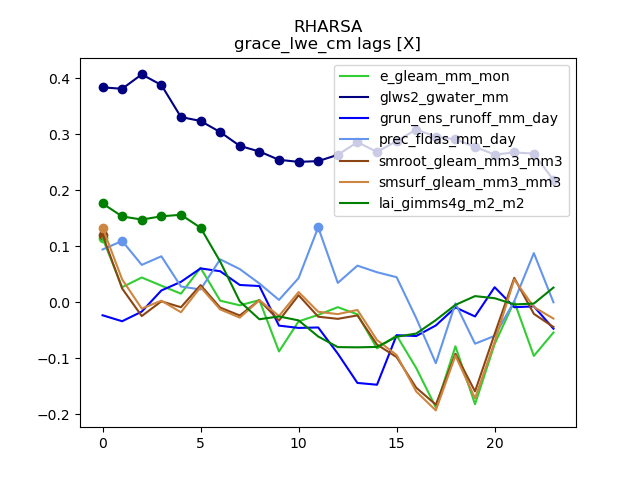 RHARSA
grace_lwe_cm lags [X]
e_gleam_mm_mon
glws2_gwater_mm
grun_ens_runoff_mm_day
prec_fldas_mm_day
smroot_gleam_mm3_mm3
smsurf_gleam_mm3_mm3
lai_gimms4g_m2_m2
0.4
0.3
0.2
0.1
0.0
−0.1
−0.2
0
5
10
15
20